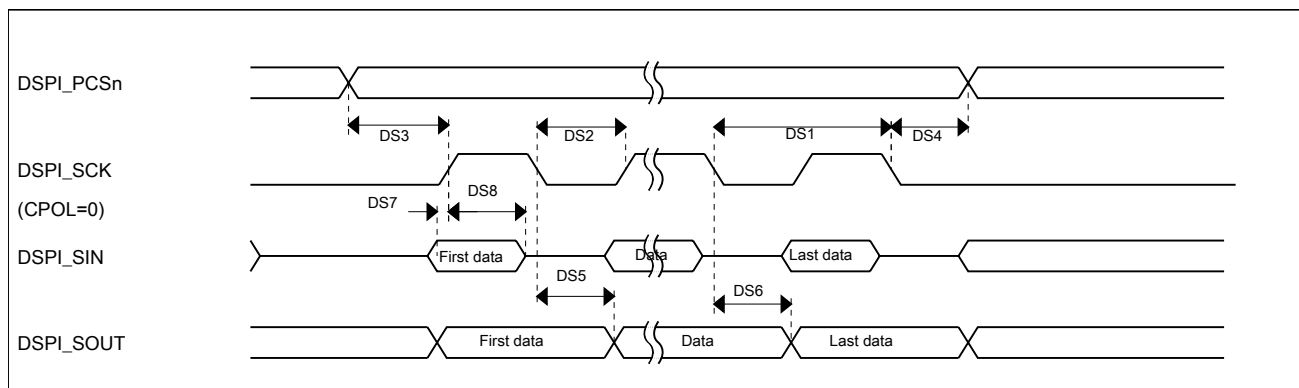 DSPI_PCSn
DS3
DS2
DS1
DS4
DSPI_SCK
(CPOL=0)
DS7
DS8
DSPI_SIN
First data
Data
Last data
DS5
DS6
DSPI_SOUT
First data
Data
Last data